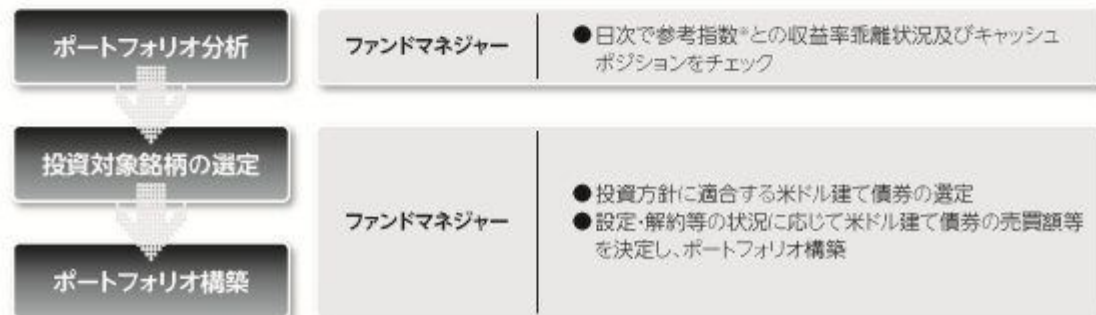 ポートフォリオ分析
ファンドマネジャー
●日次で参考指数*との収益率乖離状況及びキャッシュ
ポジションをチェック
投資対象銘柄の選定
ポートフォリオ構築
ファンドマネジャー
●投資方針に適合する米ドル建て債券の選定
●設定・解約等の状況に応じて米ドル建て債券の売買額等
を決定し、ポートフォリオ構築